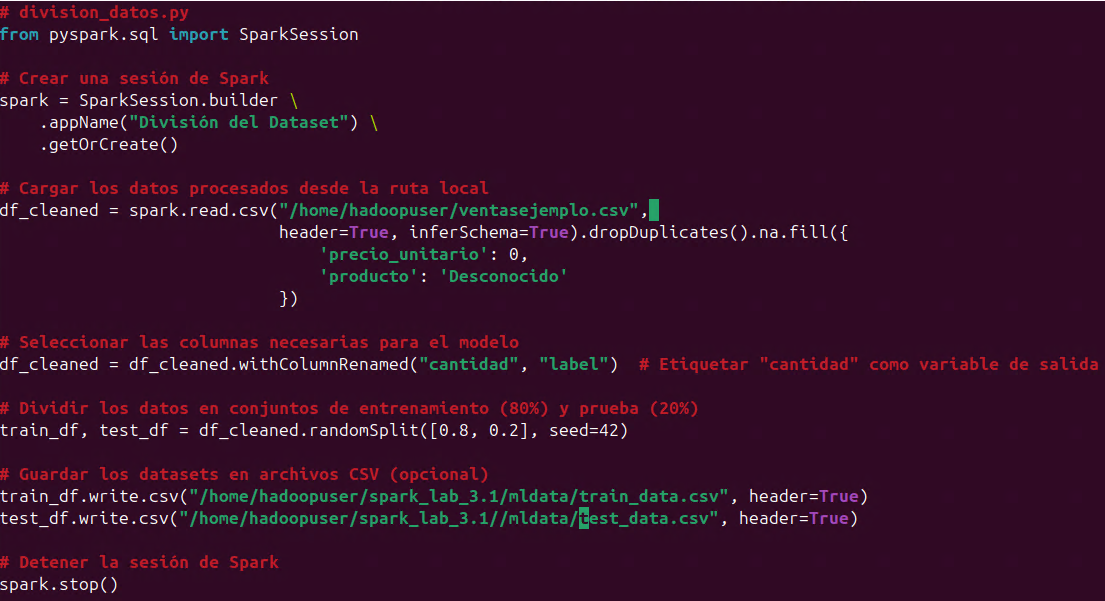 # division_datos.py
from pyspark.sql import SparkSession

# Crear una sesión de Spark
spark = SparkSession.builder \
    .appName("División del Dataset") \
    .getOrCreate()

# Cargar los datos procesados desde la ruta local
df_cleaned = spark.read.csv("/home/hadoopuser/ventasejemplo.csv",
                            header=True, inferSchema=True).dropDuplicates().na.fill({
                                'precio_unitario': 0,
                                'producto': 'Desconocido'
                            })

# Seleccionar las columnas necesarias para el modelo
df_cleaned = df_cleaned.withColumnRenamed("cantidad", "label")  # Etiquetar "cantidad" como variable de salida

# Dividir los datos en conjuntos de entrenamiento (80%) y prueba (20%)
train_df, test_df = df_cleaned.randomSplit([0.8, 0.2], seed=42)

# Guardar los datasets en archivos CSV (opcional)
train_df.write.csv("/home/hadoopuser/spark_lab_3.1/mldata/train_data.csv", header=True)
test_df.write.csv("/home/hadoopuser/spark_lab_3.1//mldata/test_data.csv", header=True)

# Detener la sesión de Spark
spark.stop()